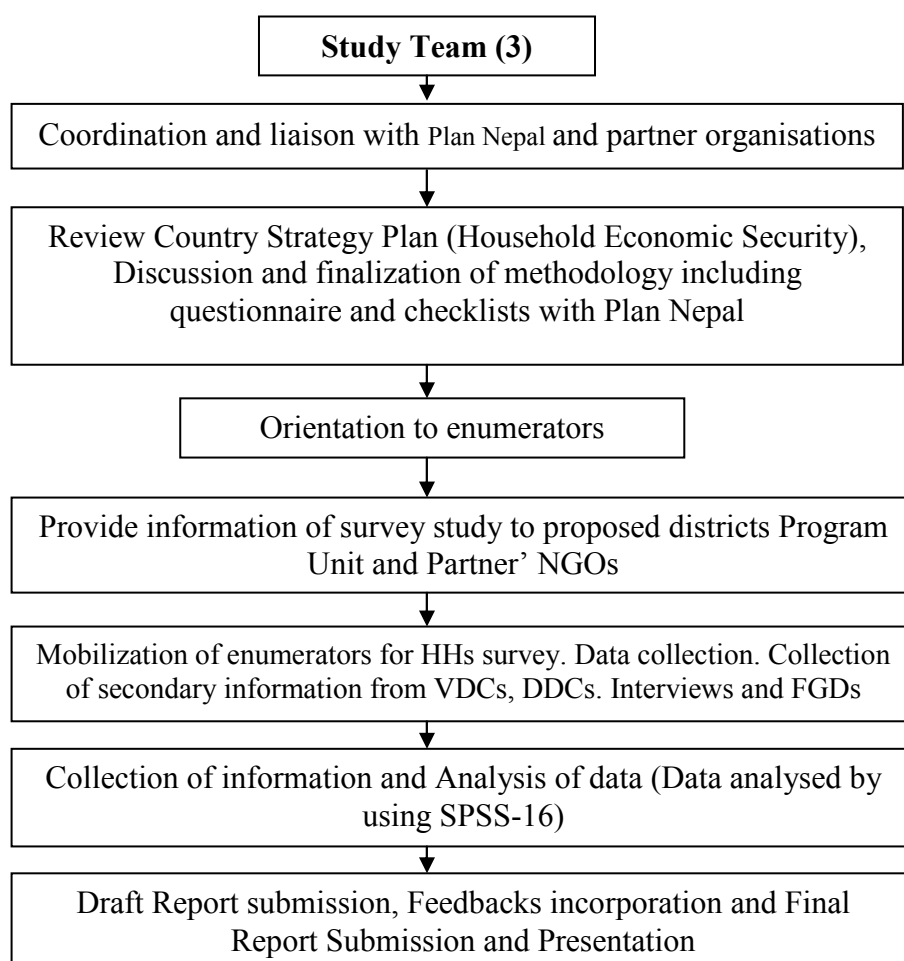 Study Team (3)
Coordination and liaison with Plan Nepal and partner organisations
Review Country Strategy Plan (Household Economic Security),
Discussion and finalization of methodology including
questionnaire and checklists with Plan Nepal
Orientation to enumerators
Provide information of survey study to proposed districts Program
Unit and Partner’ NGOs
Mobilization of enumerators for HHs survey. Data collection. Collection
of secondary information from VDCs, DDCs. Interviews and FGDs
Collection of information and Analysis of data (Data analysed by
using SPSS-16)
Draft Report submission, Feedbacks incorporation and Final
Report Submission and Presentation